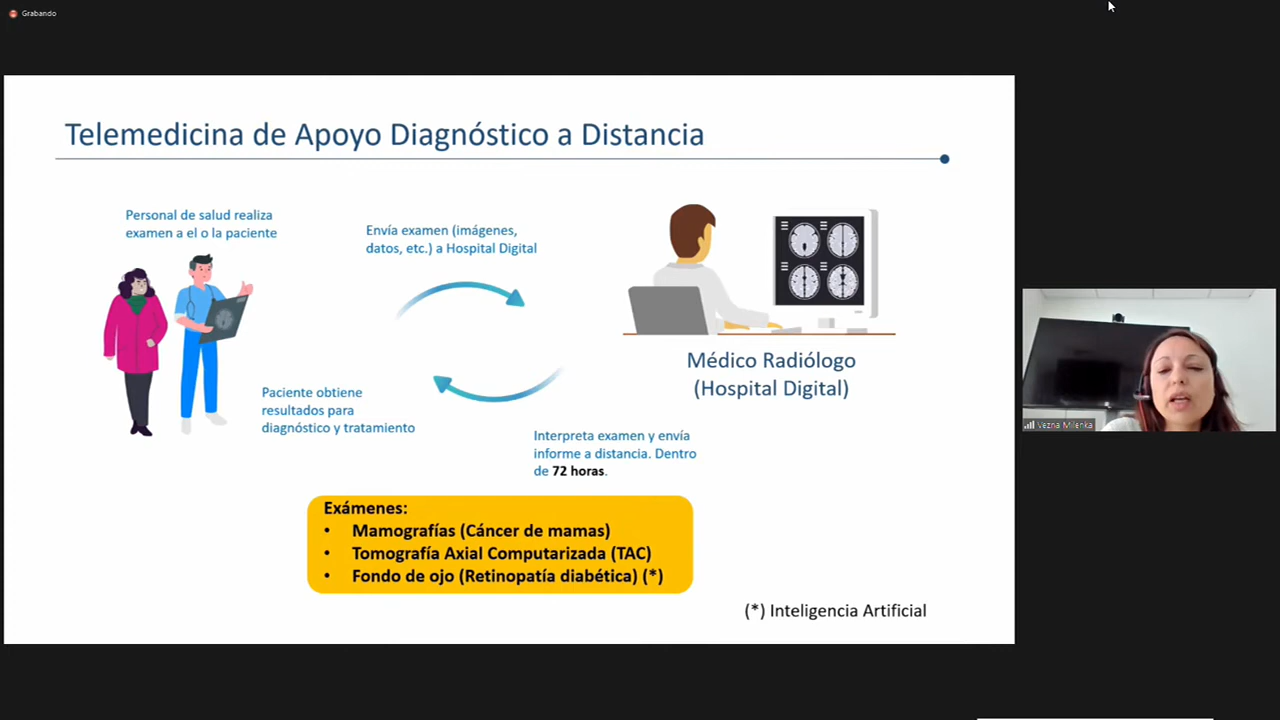 Grabando
Telemedicina de Apoyo Diagnóstico a Distancia
Personal de salud realiza
examen a el o la paciente
Envía examen (imágenes,
datos, etc.) a Hospital Digital
Médico Radiólogo
(Hospital Digital)
Paciente obtiene
resultados para
diagnóstico y tratamiento
Interpreta examen y envía
informe a distancia. Dentro
de 72 horas.
Exámenes:
• Mamografías (Cáncer de mamas)
• Tomografía Axial Computarizada (TAC)
• Fondo de ojo (Retinopatía diabética) (*)
(*) Inteligencia Artificial
Vezna Milenka